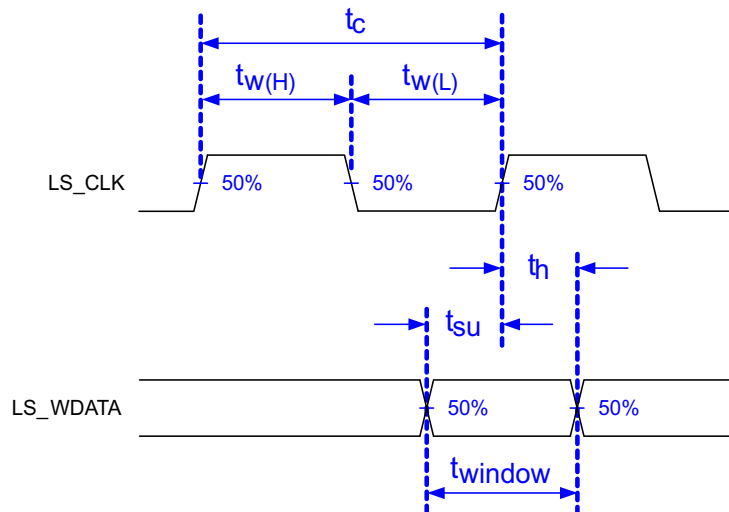 tc
tw(H)
tw(L)
LS_CLK
50%
50%
50%
th
tsu
LS_WDATA
50%
50%
twindow